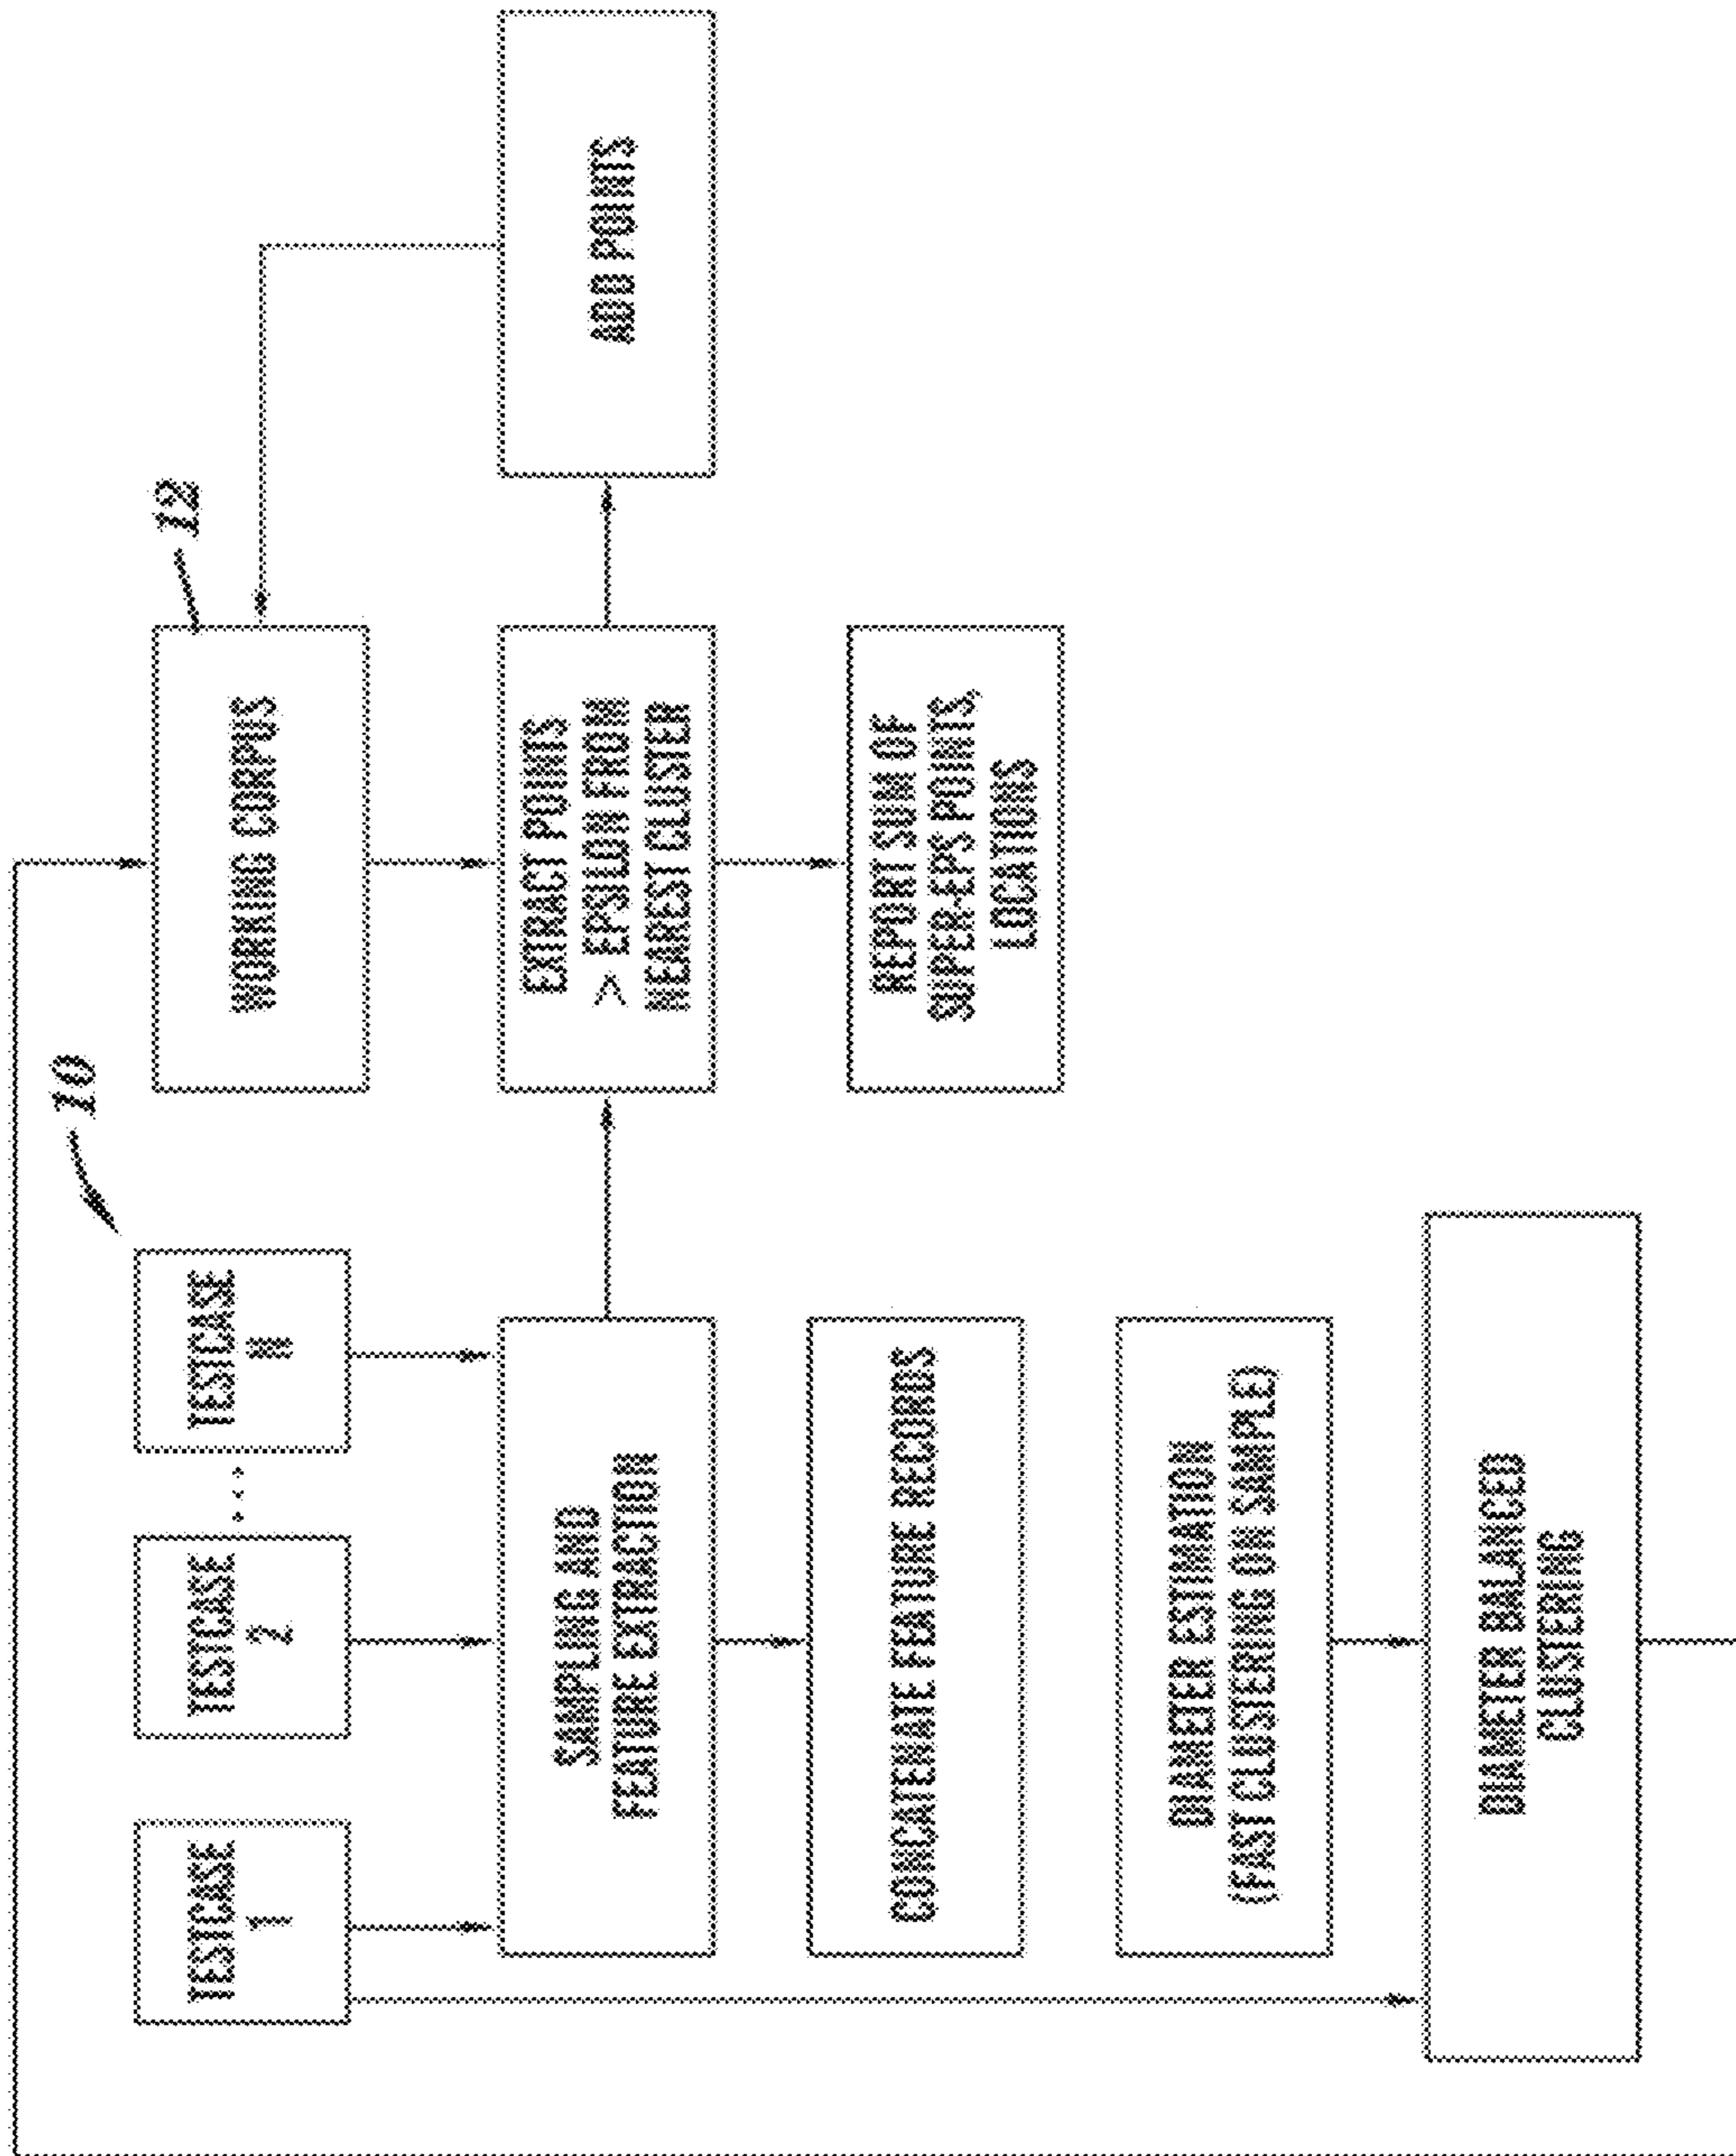 10
TESTCASE
1
TESTCASE
2
...
TESTCASE
N
12
WORKING CORPUS
SAMPLING AND
FEATURE EXTRACTION
EXTRACT POINTS
> EPSILON FROM
NEAREST CLUSTER
ADD POINTS
CONCATENATE FEATURE RECORDS
REPORT SUM OF
SUPER-EPS POINTS,
LOCATIONS
DIAMETER ESTIMATION
(FAST CLUSTERING ON SAMPLE)
DIAMETER BALANCED
CLUSTERING